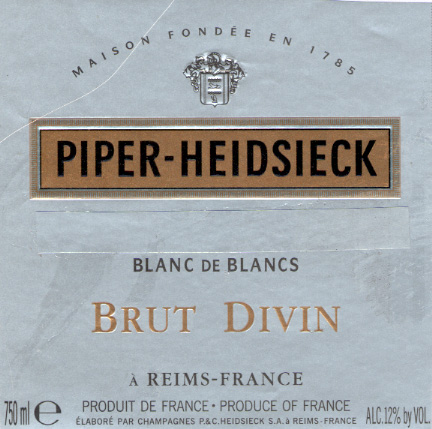 MAISON FONDÉE EN 1785
PIPER-HEIDSIECK
BLANC DE BLANCS
BRUT DIVIN
À REIMS-FRANCE
750 ml ℮ PRODUIT DE FRANCE · PRODUCE OF FRANCE ALC.12% by VOL.
ÉLABORÉ PAR CHAMPAGNES P.&C.HEIDSIECK S.A. à REIMS-FRANCE